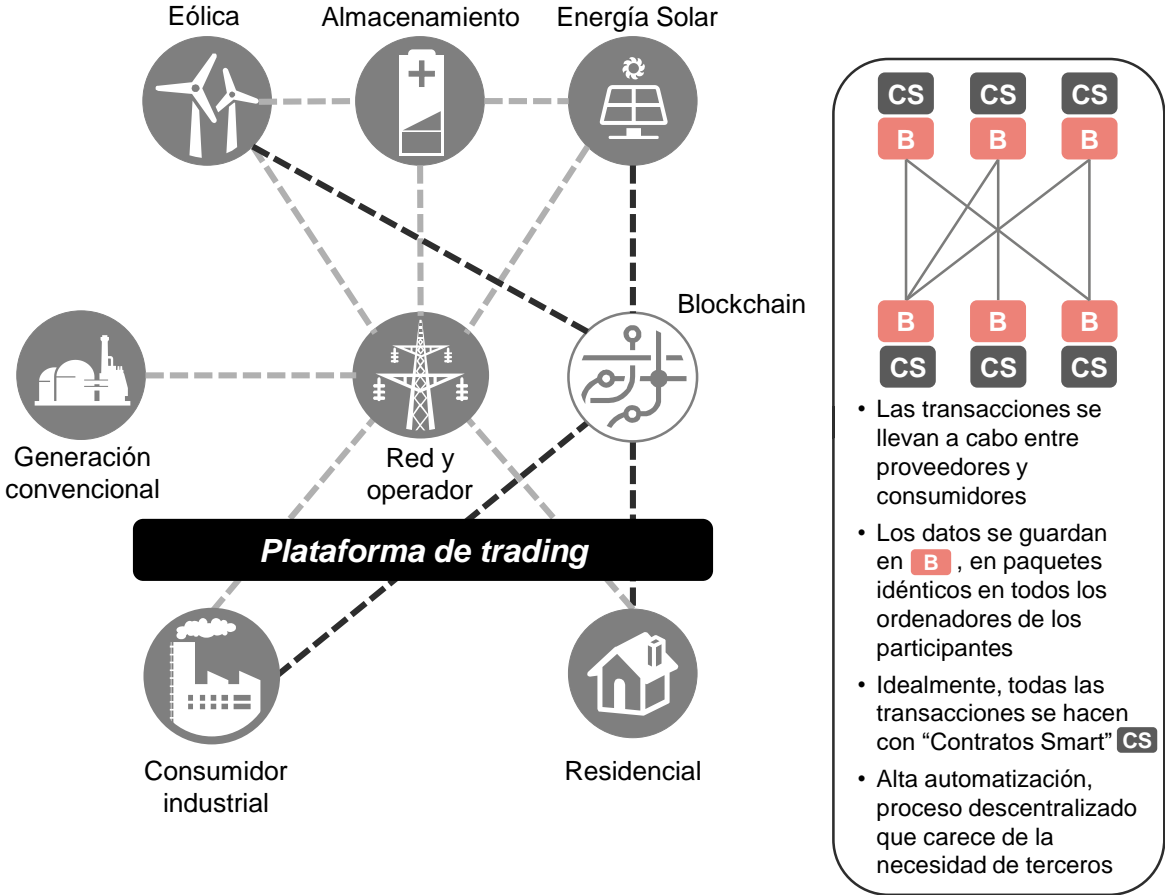 Eólica
Almacenamiento
Energía Solar
Blockchain
Generación
convencional
Red y
operador
Plataforma de trading
Consumidor
industrial
Residencial
CS CS CS
B B B
B B B
CS CS CS
• Las transacciones se
llevan a cabo entre
proveedores y
consumidores
• Los datos se guardan
en B , en paquetes
idénticos en todos los
ordenadores de los
participantes
• Idealmente, todas las
transacciones se hacen
con “Contratos Smart” CS
• Alta automatización,
proceso descentralizado
que carece de la
necesidad de terceros